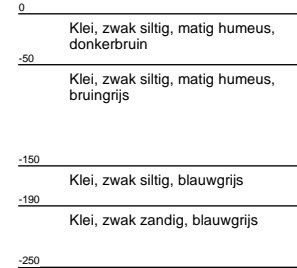 0
Klei, zwak siltig, matig humeus,
donkerbruin
-50
Klei, zwak siltig, matig humeus,
bruingrijs
-150
Klei, zwak siltig, blauwgrijs
-190
Klei, zwak zandig, blauwgrijs
-250